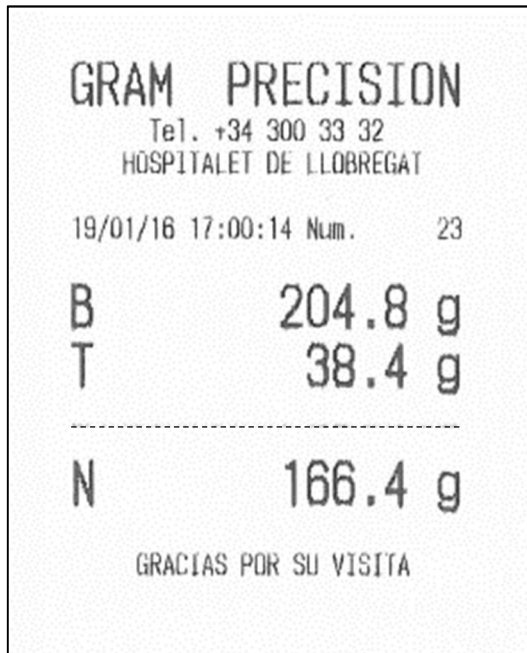 GRAM PRECISION
Tel. +34 300 33 32
HOSPITALET DE LLOBREGAT
19/01/16 17:00:14 Num. 23
B 204.8 g
T 38.4 g
N 166.4 g
GRACIAS POR SU VISITA